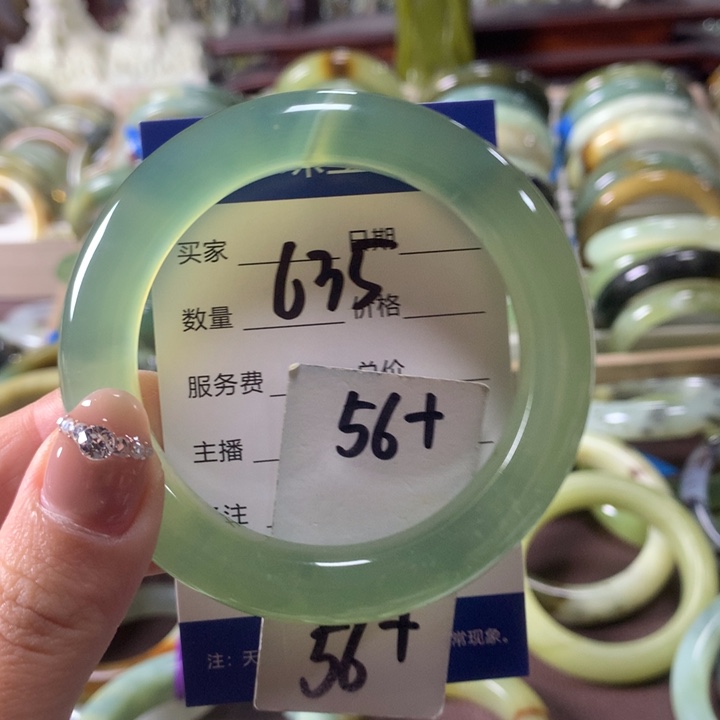 买家 日期
635
数量 价格
服务费 总价
56+
主播
注
56+
注：天 常现象。